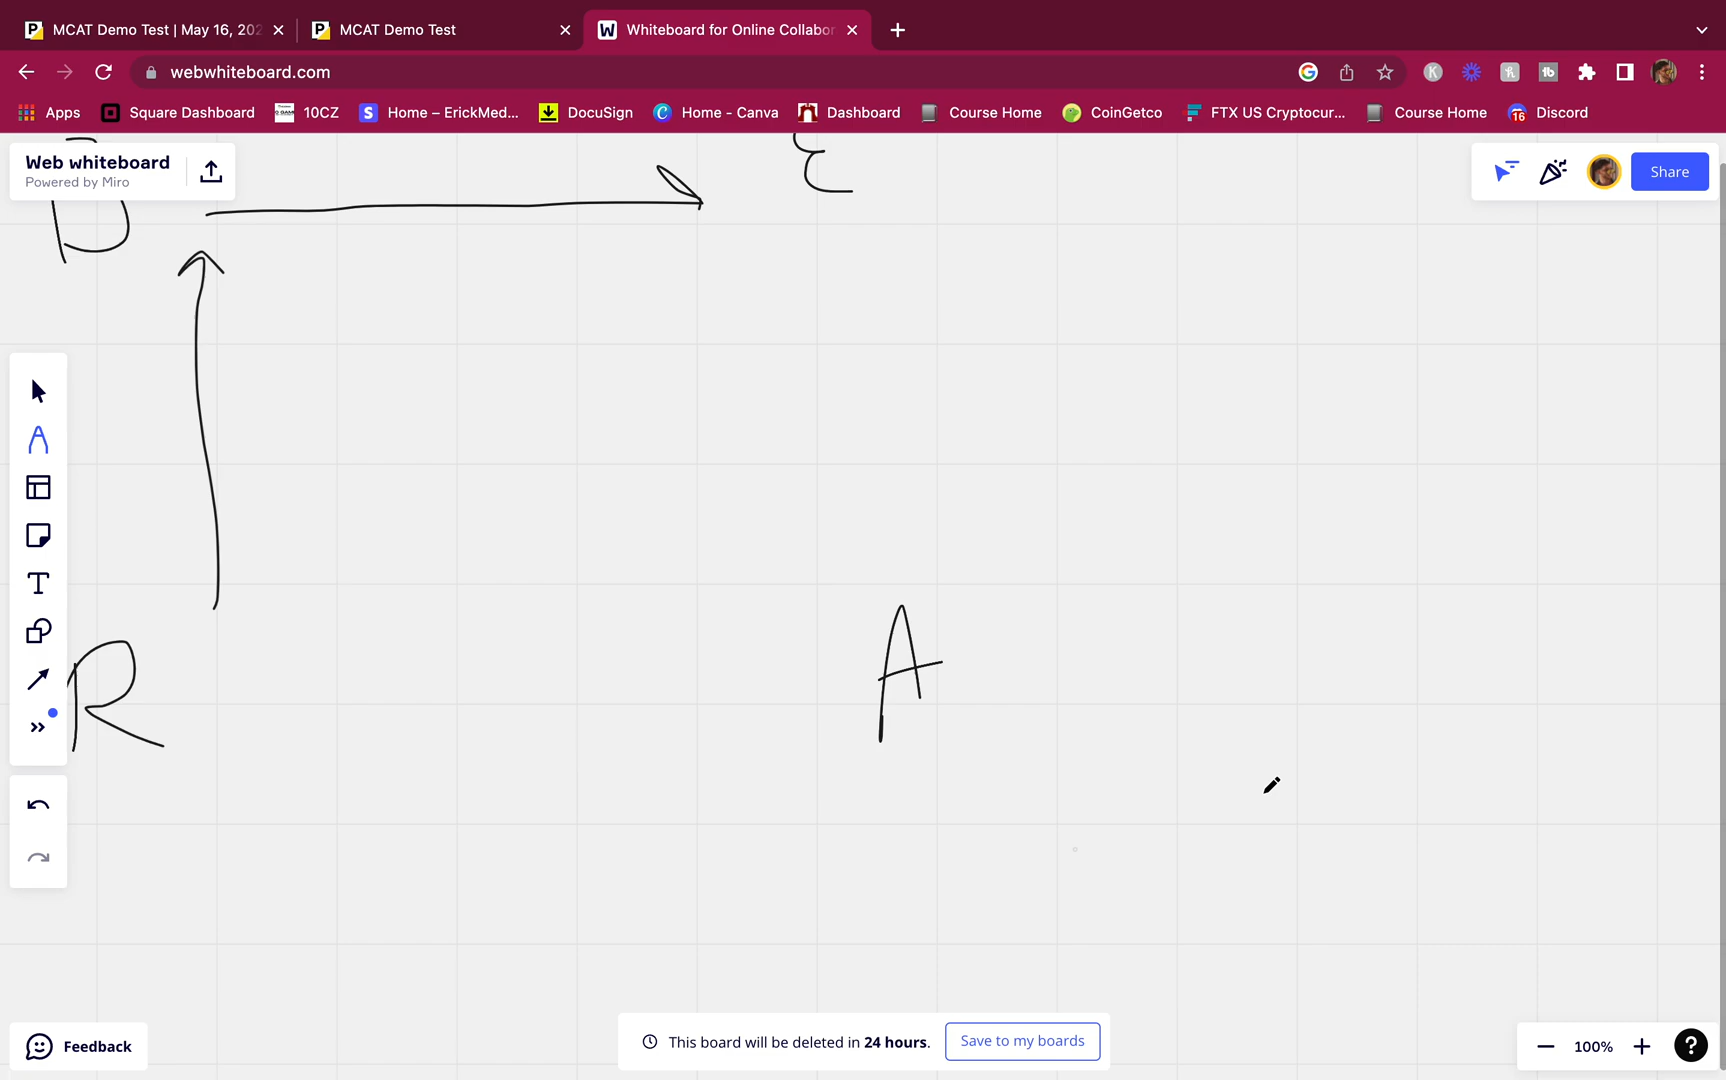 MCAT Demo Test | May 16, 202
MCAT Demo Test
Whiteboard for Online Collabor
webwhiteboard.com
Apps
Square Dashboard
10CZ
Home – ErickMed...
DocuSign
Home - Canva
Dashboard
Course Home
CoinGetco
FTX US Cryptocur...
Course Home
16
Discord
Web whiteboard
Powered by Miro
Share
B
E
R
A
Feedback
This board will be deleted in 24 hours.
Save to my boards
100%
?